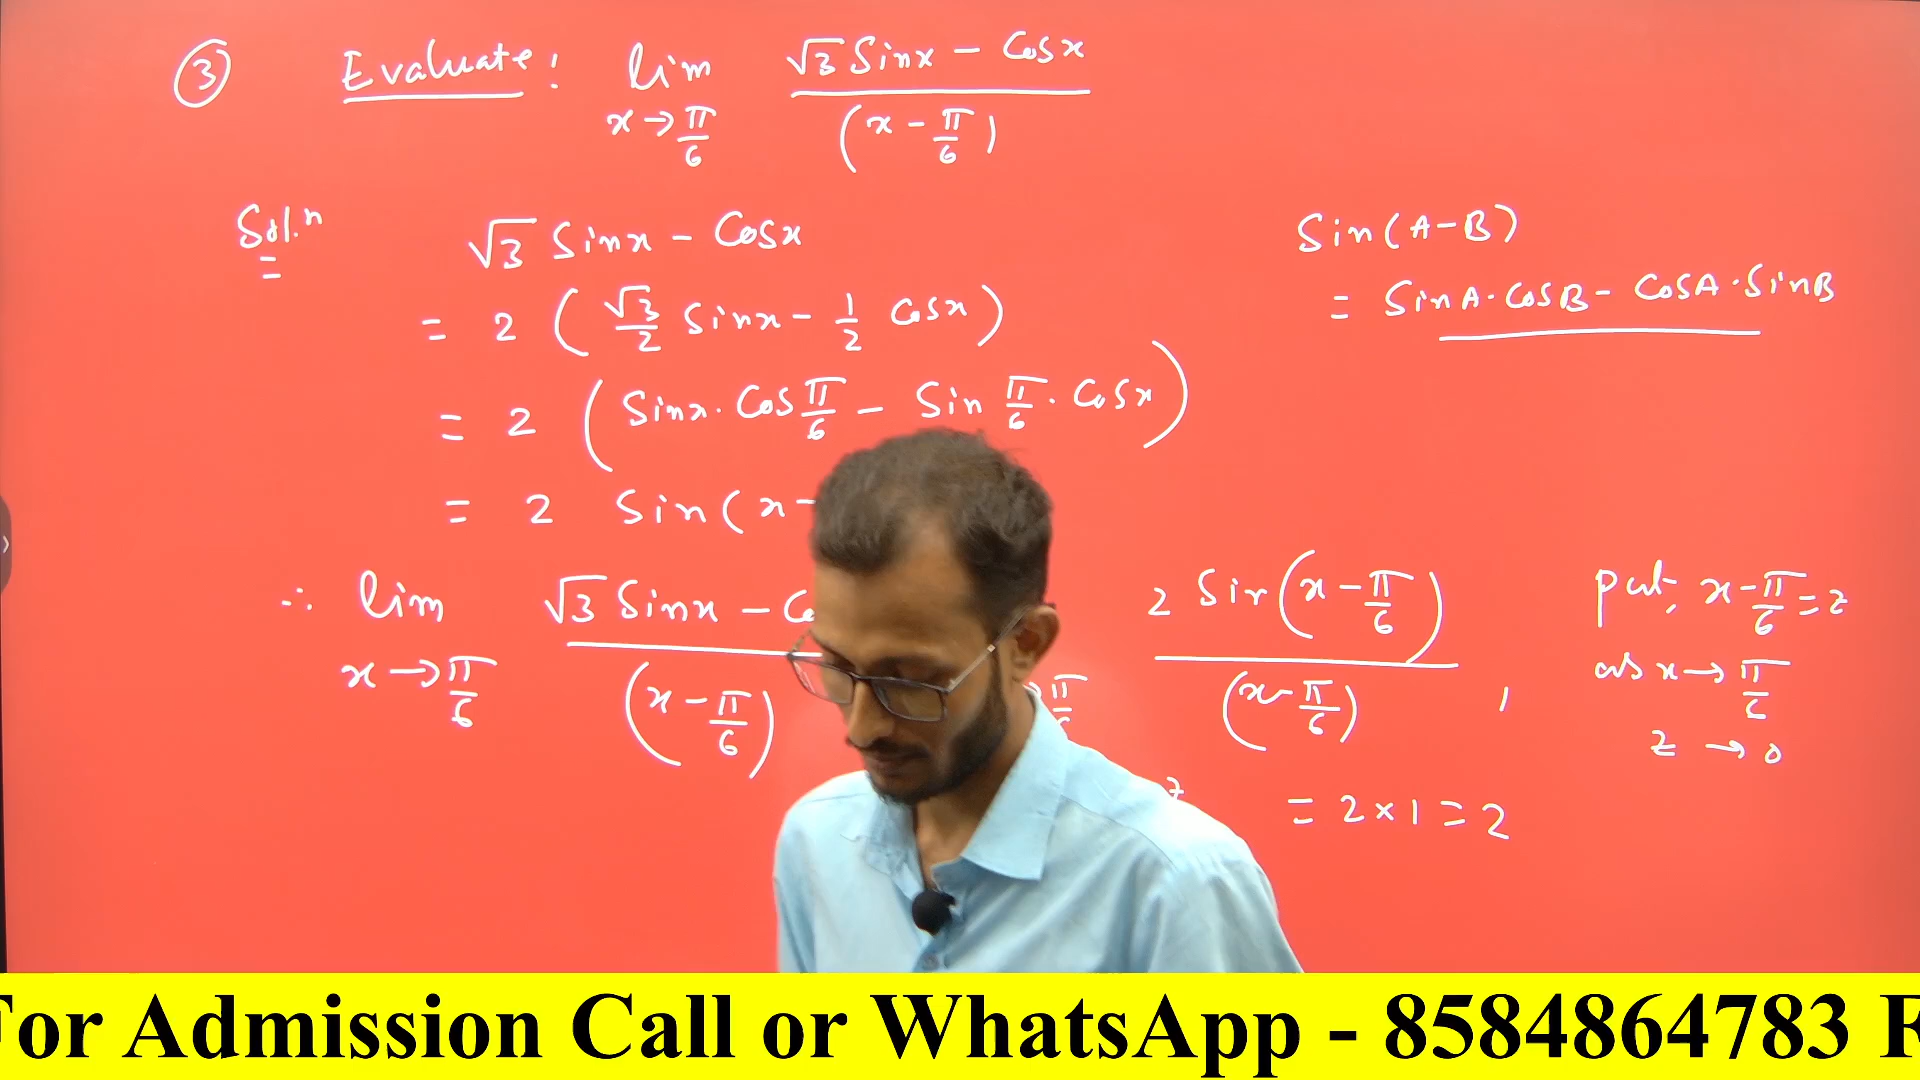 ③ Evaluate: lim x→π/6 (√3 Sinx - Cosx)/(x - π/6)
Sol.n √3 Sinx - Cosx
= 2 (√3/2 Sinx - 1/2 Cosx)
= 2 (Sinx · Cos π/6 - Sin π/6 · Cosx)
= 2 Sin(x -
Sin(A-B)
= SinA·CosB - CosA·SinB
∴ lim x→π/6 √3 Sinx - Co /(x - π/6)
→π/6 2 Sin(x - π/6)/(x - π/6) ,
z = 2×1 = 2
put, x - π/6 = z
as x→π/6
z → 0
For Admission Call or WhatsApp - 8584864783